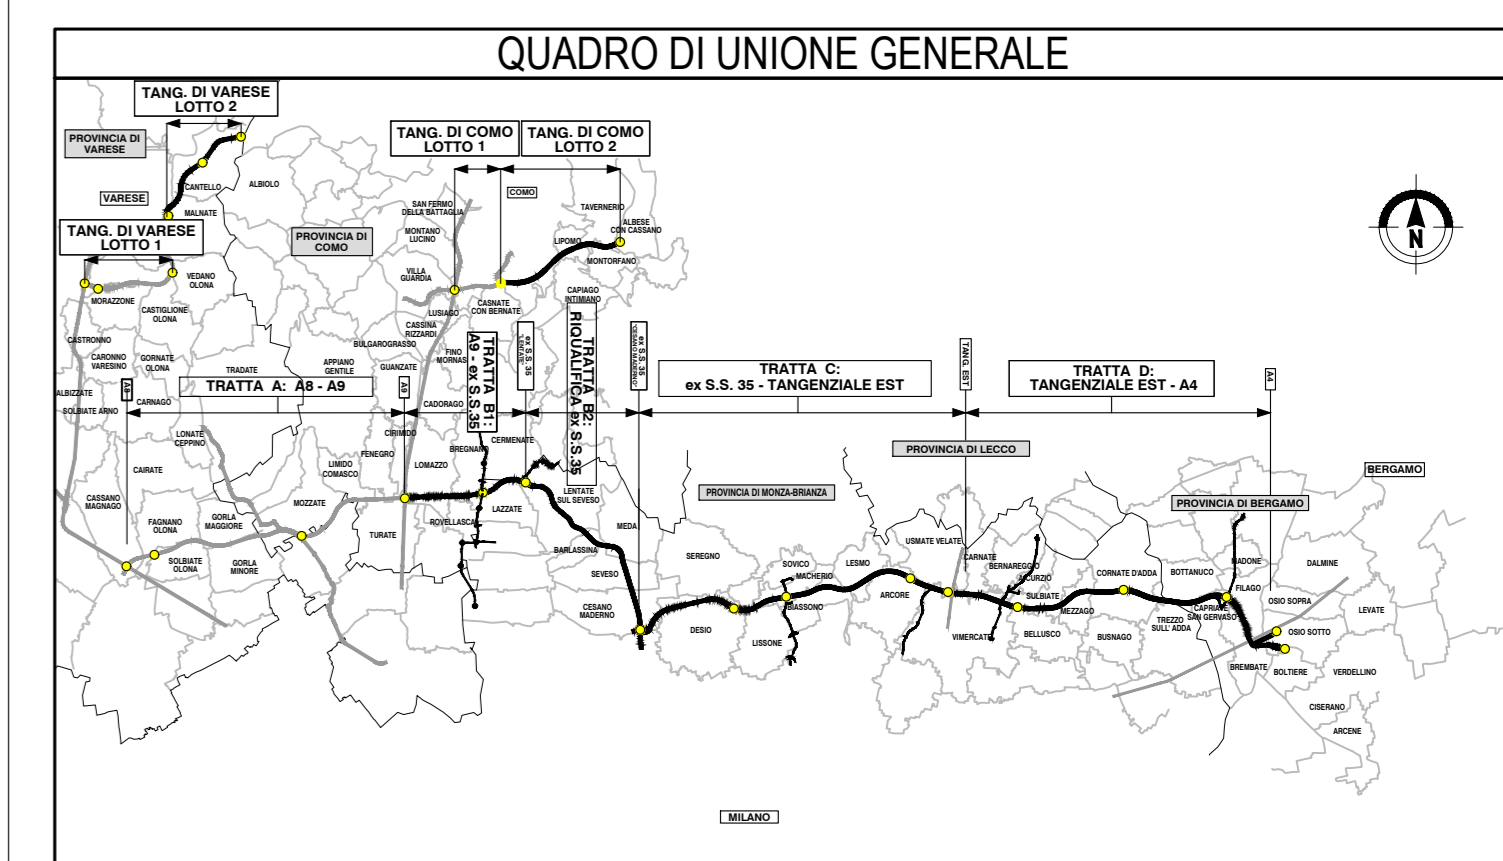 QUADRO DI UNIONE GENERALE
TANG. DI VARESE
LOTTO 2
PROVINCIA DI
VARESE
CANTELLO
ALBIOLO
VARESE
MALNATE
TANG. DI VARESE
LOTTO 1
PROVINCIA DI
COMO
TANG. DI COMO
LOTTO 1
TANG. DI COMO
LOTTO 2
COMO
SAN FERMO
DELLA BATTAGLIA
MONTANO
LUCINO
TAVERNERIO
ALBESE
CON CASSANO
LIPOMO
MONTORFANO
VILLA
GUARDIA
CAPIAGO
INTIMIANO
CASNATE
CON BERNATE
LUSIAGO
CASSINA
RIZZARDI
BULGAROGRASSO
FINO
MORNAS
GUANZATE
APPIANO
GENTILE
VEDANO
OLONA
MORAZZONE
CASTIGLIONE
OLONA
CASTRONNO
CARONNO
VARESINO
GORNATE
OLONA
TRADATE
ALBIZZATE
SOLBIATE ARNO
CARNAGO
A8
TRATTA A: A8 - A9
A9
TRATTA B1:
A9 - ex S.S.35
ex S.S. 35
"LENTATE"
TRATTA B2:
RIQUALIFICA ex S.S.35
ex S.S. 35
"CESANO MADERNO"
TRATTA C:
ex S.S. 35 - TANGENZIALE EST
TANG. EST
TRATTA D:
TANGENZIALE EST - A4
A4
N
CADORAGO
CIRIMIDO
FENEGRO
LOMAZZO
BREGNANO
CERMENATE
LONATE
CEPPINO
CAIRATE
LIMIDO
COMASCO
MOZZATE
CASSANO
MAGNAGO
FAGNANO
OLONA
GORLA
MAGGIORE
SOLBIATE
OLONA
GORLA
MINORE
TURATE
ROVELLASCA
LAZZATE
LENTATE
SUL SEVESO
MEDA
BARLASSINA
SEVESO
CESANO
MADERNO
SEREGNO
DESIO
LISSONE
SOVICO
MACHERIO
BIASSONO
LESMO
ARCORE
PROVINCIA DI MONZA-BRIANZA
PROVINCIA DI LECCO
USMATE VELATE
CARNATE
BERNAREGGIO
SULBIATE
VIMERCATE
BELLUSCO
MEZZAGO
CORNATE D'ADDA
BUSNAGO
TREZZO
SULL' ADDA
BOTTANUCO
CAPRIATE
SAN GERVASO
MADONE
FILAGO
PROVINCIA DI BERGAMO
BERGAMO
DALMINE
OSIO SOPRA
LEVATE
OSIO SOTTO
BREMBATE
BOLTIERE
VERDELLINO
CISERANO
ARCENE
MILANO